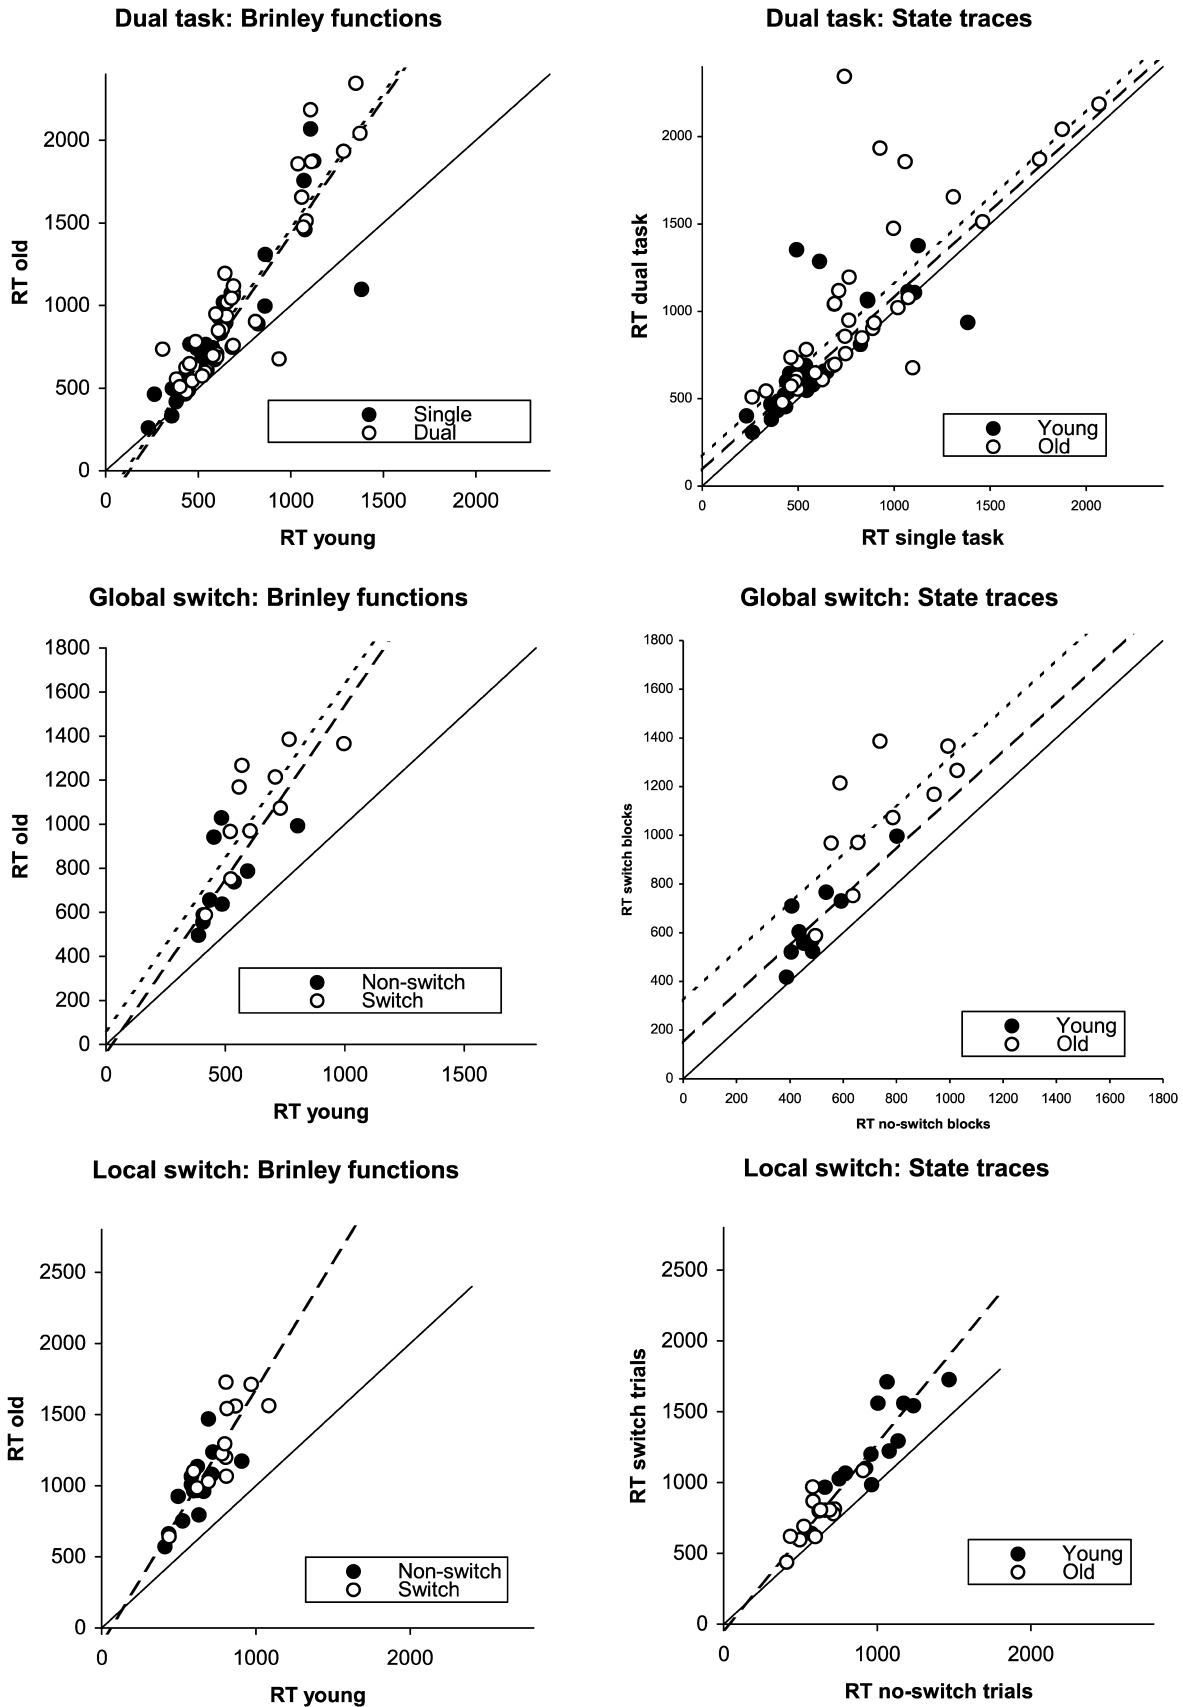 Dual task: Brinley functions
2000
1500
1000
500
0
RT old
Single
Dual
0 500 1000 1500 2000
RT young
Dual task: State traces
2000
1500
1000
500
0
RT dual task
Young
Old
0 500 1000 1500 2000
RT single task
Global switch: Brinley functions
1800
1600
1400
1200
1000
800
600
400
200
0
RT old
Non-switch
Switch
0 500 1000 1500
RT young
Global switch: State traces
1800
1600
1400
1200
1000
800
600
400
200
0
RT switch blocks
Young
Old
0 200 400 600 800 1000 1200 1400 1600 1800
RT no-switch blocks
Local switch: Brinley functions
2500
2000
1500
1000
500
0
RT old
Non-switch
Switch
0 1000 2000
RT young
Local switch: State traces
2500
2000
1500
1000
500
0
RT switch trials
Young
Old
0 1000 2000
RT no-switch trials